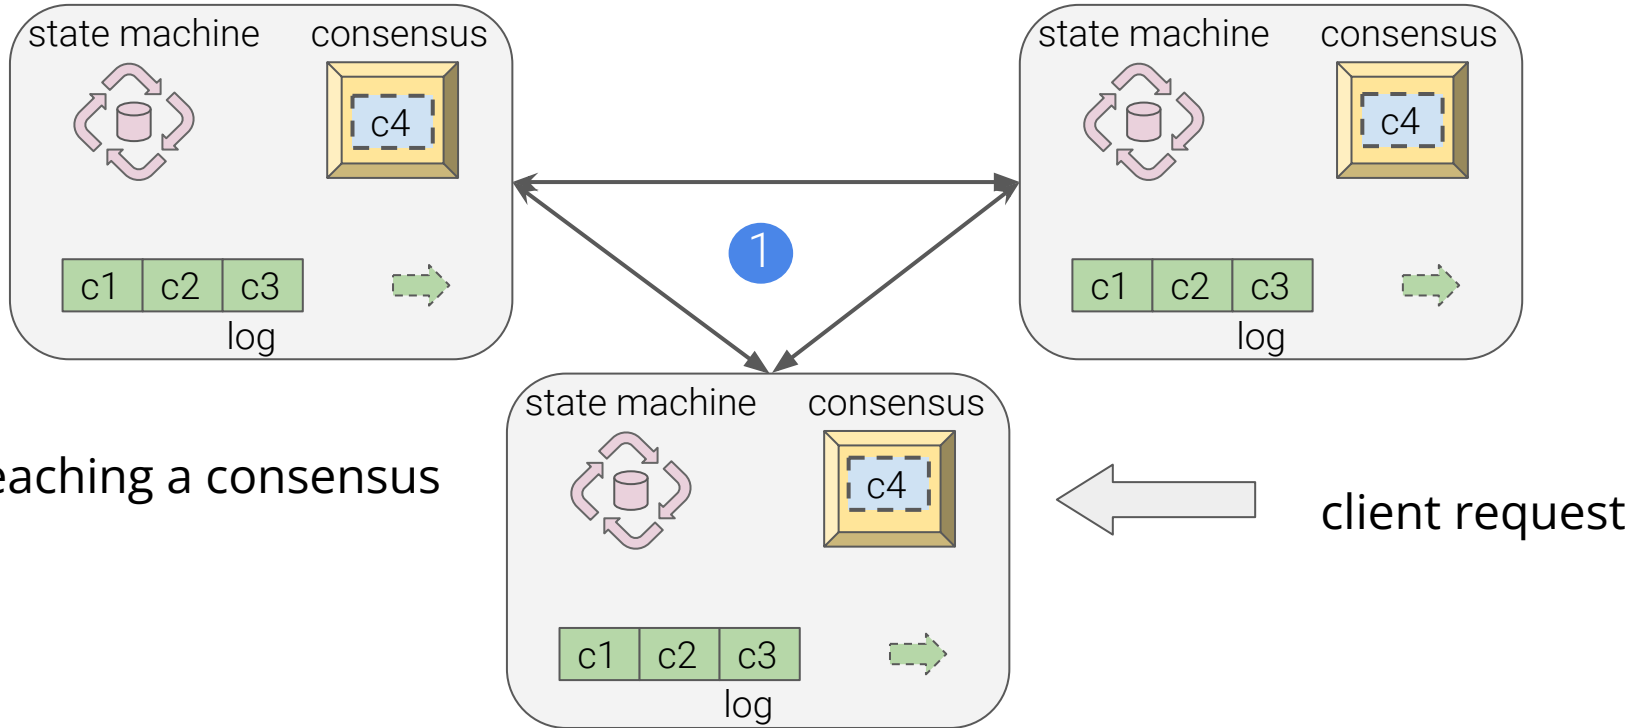 state machine consensus
c4
c1 c2 c3
log
state machine consensus
c4
c1 c2 c3
log
1
state machine consensus
c4
c1 c2 c3
log
eaching a consensus
client request